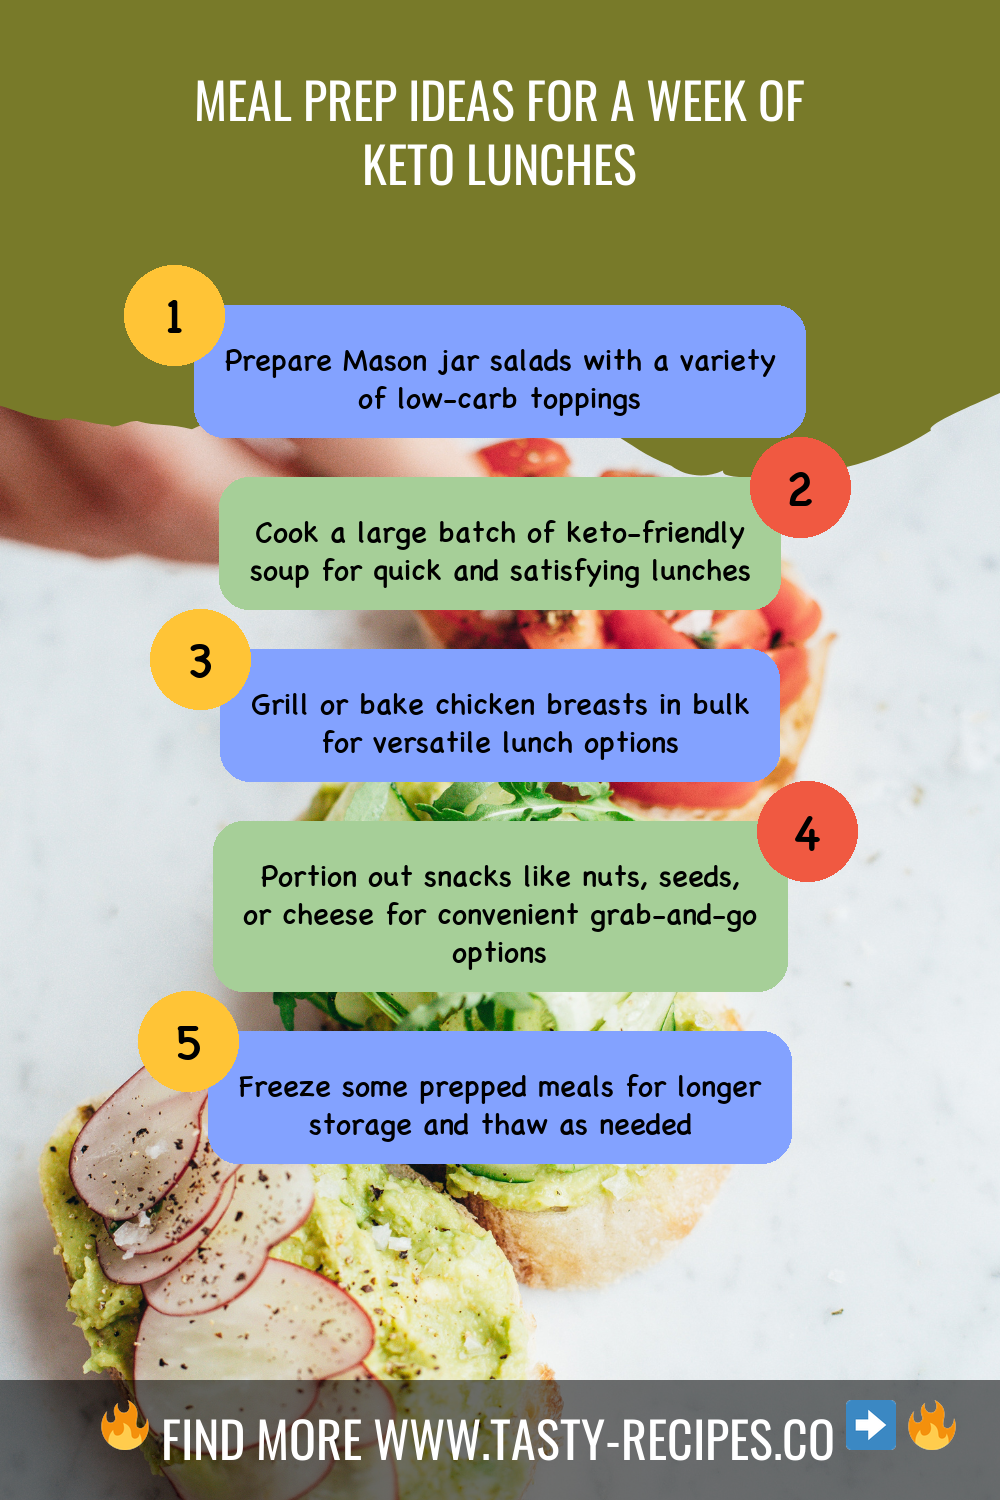 MEAL PREP IDEAS FOR A WEEK OF
KETO LUNCHES
1
Prepare Mason jar salads with a variety
of low-carb toppings
2
Cook a large batch of keto-friendly
soup for quick and satisfying lunches
3
Grill or bake chicken breasts in bulk
for versatile lunch options
4
Portion out snacks like nuts, seeds,
or cheese for convenient grab-and-go
options
5
Freeze some prepped meals for longer
storage and thaw as needed
🔥 FIND MORE WWW.TASTY-RECIPES.CO ➡️ 🔥